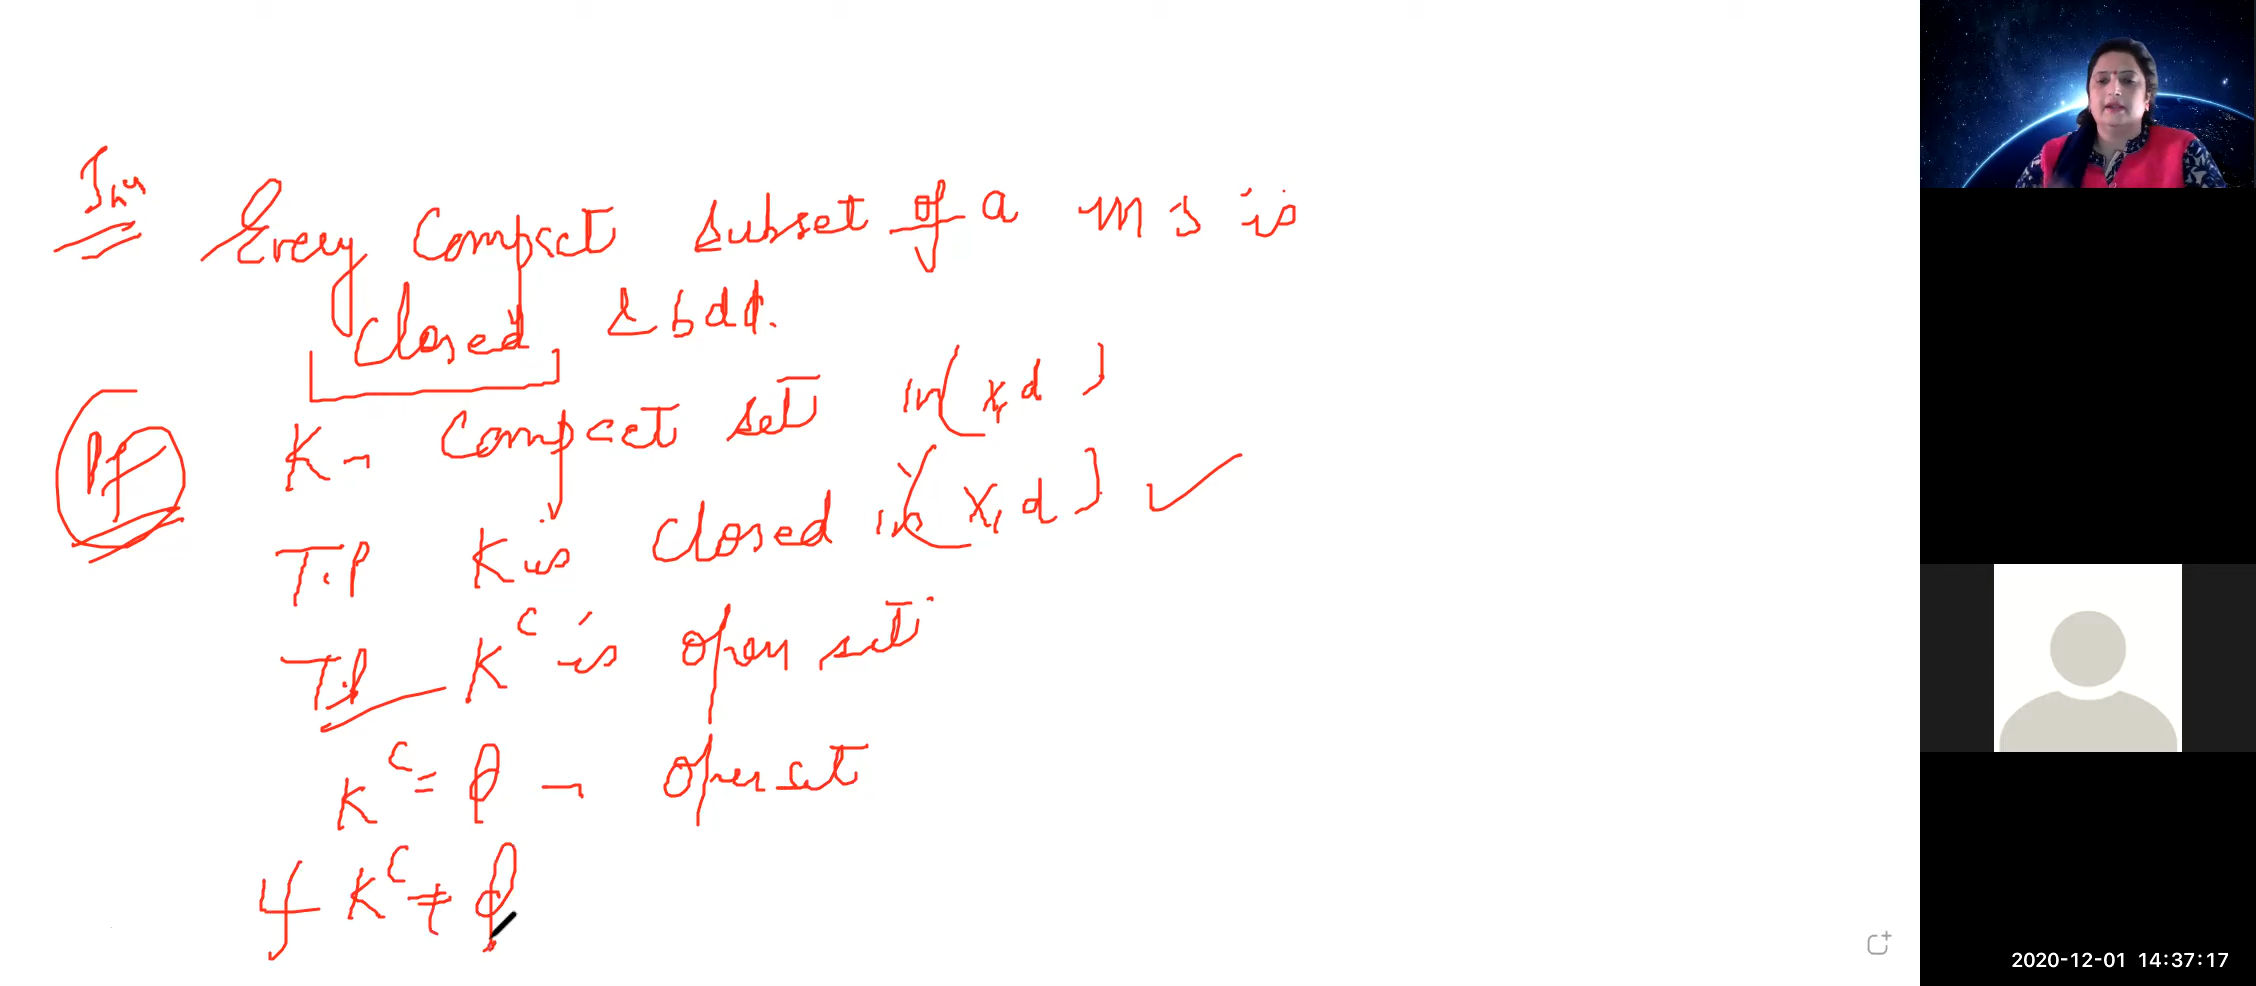 Thm Every Compact subset of a m s is
closed & bdd.
Pf K → Compact set in (X, d)
T.P K is closed in (X, d) ✓
T.P K^c is open set
K^c = φ → open set
If K^c ≠ φ
2020-12-01 14:37:17